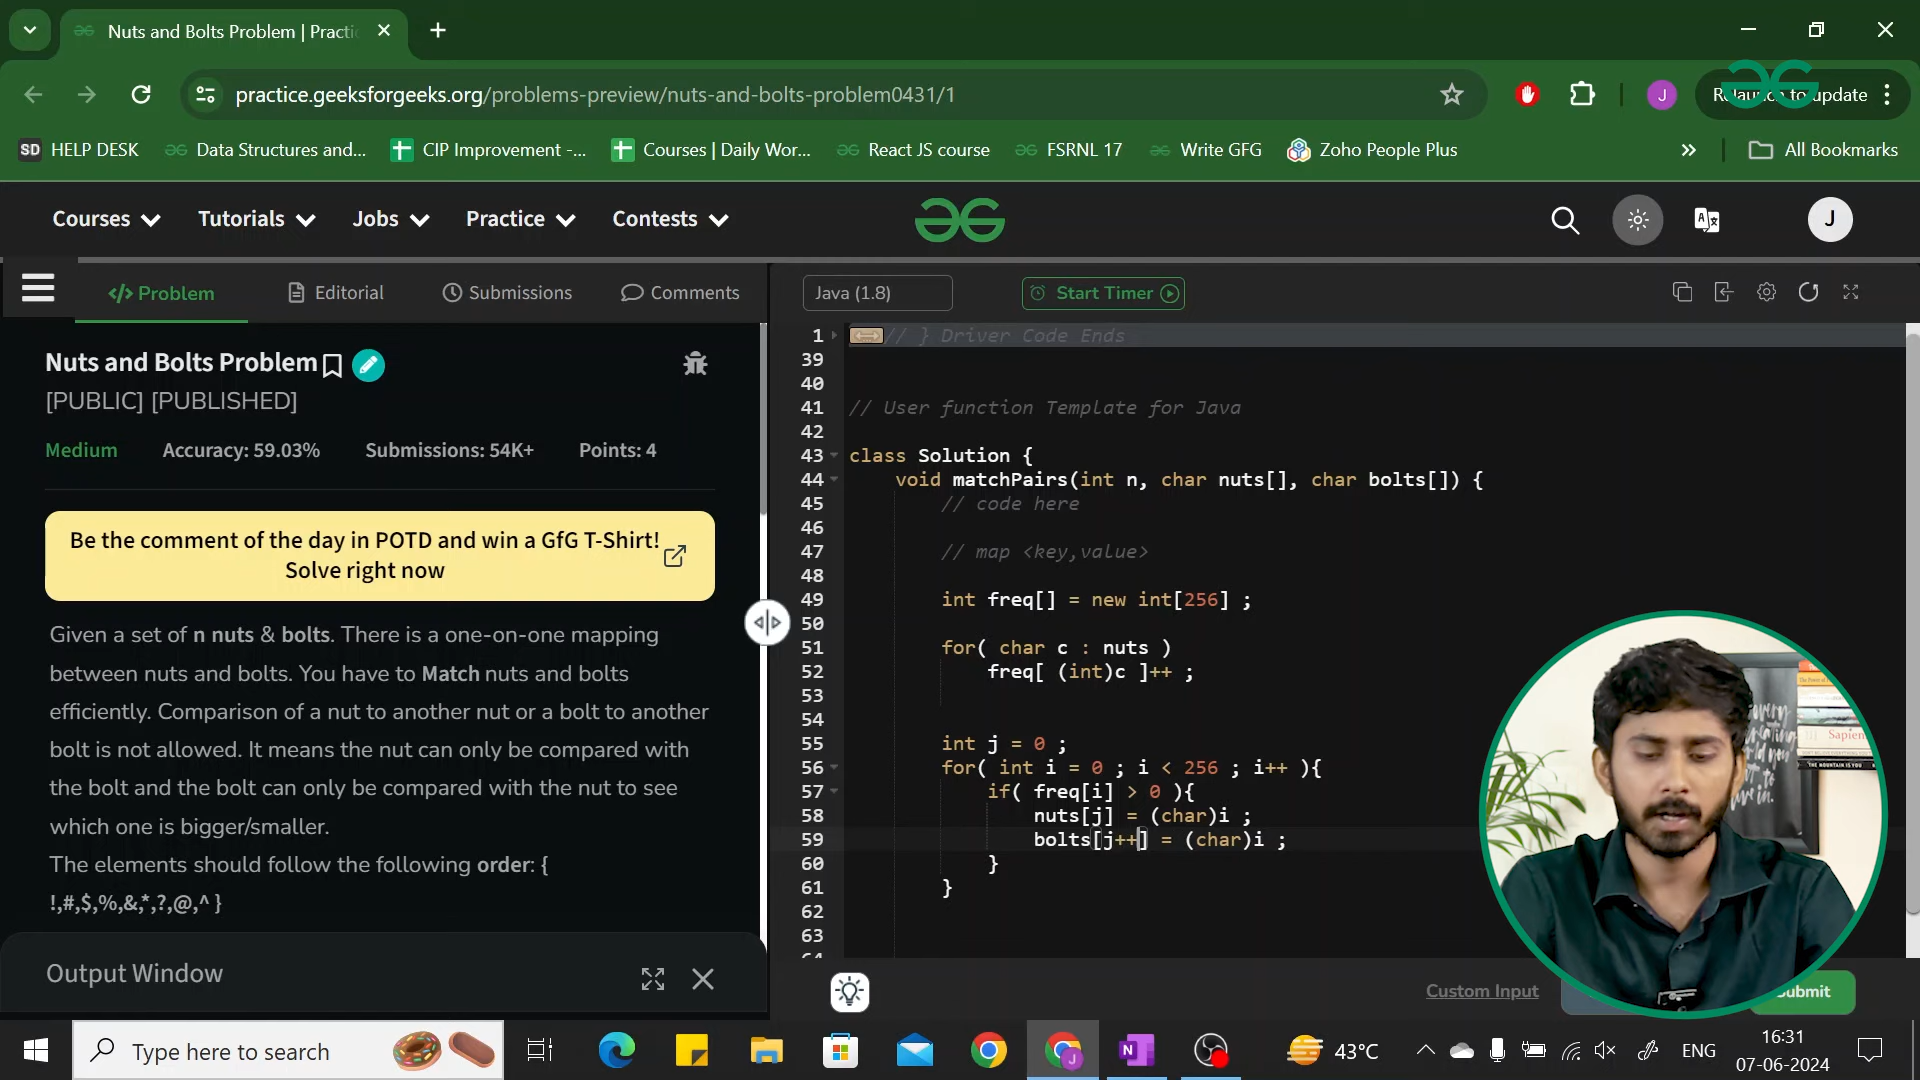 Nuts and Bolts Problem | Practi
practice.geeksforgeeks.org/problems-preview/nuts-and-bolts-problem0431/1
J
Relaunch to update
SD HELP DESK
Data Structures and...
CIP Improvement -...
Courses | Daily Wor...
React JS course
FSRNL 17
Write GFG
Zoho People Plus
All Bookmarks
Courses
Tutorials
Jobs
Practice
Contests
J
</> Problem
Editorial
Submissions
Comments
Java (1.8)
Start Timer
Nuts and Bolts Problem
[PUBLIC] [PUBLISHED]
Medium
Accuracy: 59.03%
Submissions: 54K+
Points: 4
Be the comment of the day in POTD and win a GfG T-Shirt!
Solve right now
Given a set of n nuts & bolts. There is a one-on-one mapping
between nuts and bolts. You have to Match nuts and bolts
efficiently. Comparison of a nut to another nut or a bolt to another
bolt is not allowed. It means the nut can only be compared with
the bolt and the bolt can only be compared with the nut to see
which one is bigger/smaller.
The elements should follow the following order: {
!,#,$,%,&,*,?,@,^ }
Output Window
1 // } Driver Code Ends
39
40
41 // User function Template for Java
42
43 class Solution {
44 void matchPairs(int n, char nuts[], char bolts[]) {
45 // code here
46
47 // map <key,value>
48
49 int freq[] = new int[256] ;
50
51 for( char c : nuts )
52 freq[ (int)c ]++ ;
53
54
55 int j = 0 ;
56 for( int i = 0 ; i < 256 ; i++ ){
57 if( freq[i] > 0 ){
58 nuts[j] = (char)i ;
59 bolts[j++] = (char)i ;
60 }
61 }
62
63
Sapien
Custom Input
ubmit
Type here to search
43°C
ENG
16:31
07-06-2024